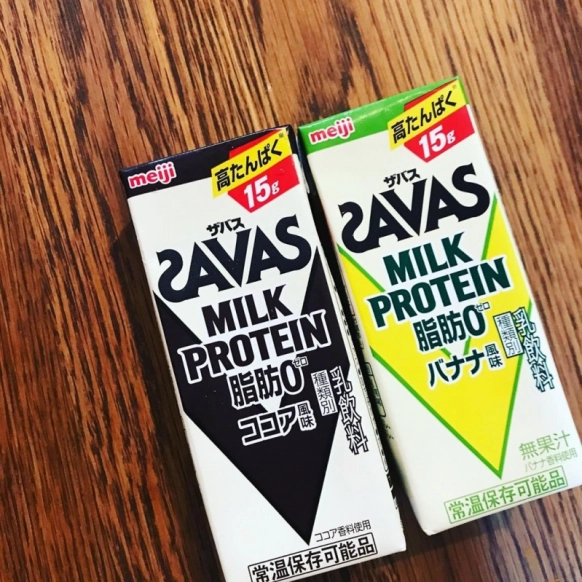 meiji
高たんぱく※
15g
ザバス
SAVAS
MILK
PROTEIN
脂肪0ゼロ
ココア風味
種類別
乳飲料
ココア香料使用
常温保存可能品
meiji
高たんぱく※
15g
ザバス
SAVAS
MILK
PROTEIN
脂肪0ゼロ
バナナ風味
種類別
乳飲料
無果汁
バナナ香料使用
常温保存可能品